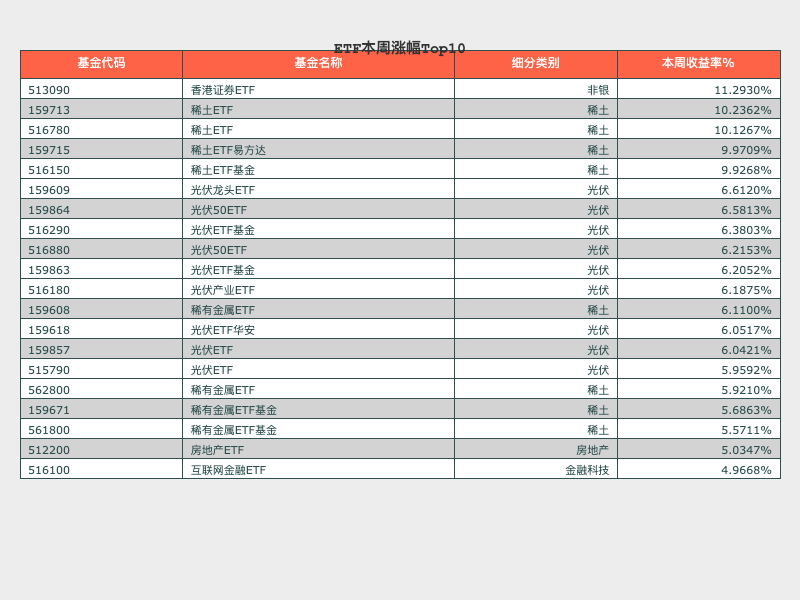 ETF本周涨幅Top10
基金代码 基金名称 细分类别 本周收益率%
513090 香港证券ETF 非银 11.2930%
159713 稀土ETF 稀土 10.2362%
516780 稀土ETF 稀土 10.1267%
159715 稀土ETF易方达 稀土 9.9709%
516150 稀土ETF基金 稀土 9.9268%
159609 光伏龙头ETF 光伏 6.6120%
159864 光伏50ETF 光伏 6.5813%
516290 光伏ETF基金 光伏 6.3803%
516880 光伏50ETF 光伏 6.2153%
159863 光伏ETF基金 光伏 6.2052%
516180 光伏产业ETF 光伏 6.1875%
159608 稀有金属ETF 稀土 6.1100%
159618 光伏ETF华安 光伏 6.0517%
159857 光伏ETF 光伏 6.0421%
515790 光伏ETF 光伏 5.9592%
562800 稀有金属ETF 稀土 5.9210%
159671 稀有金属ETF基金 稀土 5.6863%
561800 稀有金属ETF基金 稀土 5.5711%
512200 房地产ETF 房地产 5.0347%
516100 互联网金融ETF 金融科技 4.9668%